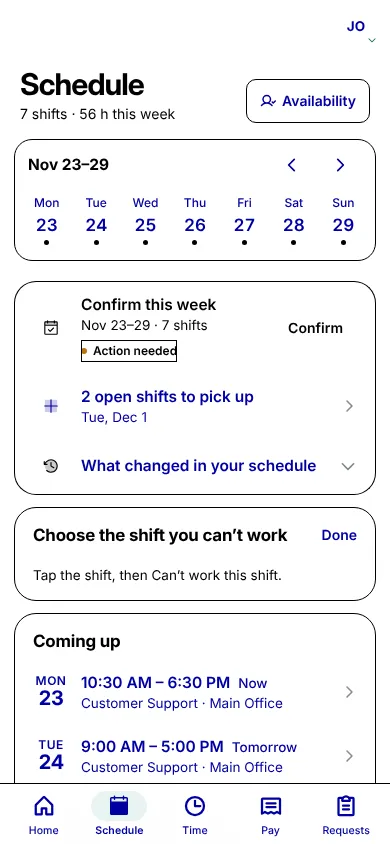 JO
Schedule
7 shifts · 56 h this week
Availability
Nov 23–29
Mon Tue Wed Thu Fri Sat Sun
23 24 25 26 27 28 29
Confirm this week
Nov 23–29 · 7 shifts
Confirm
Action needed
2 open shifts to pick up
Tue, Dec 1
What changed in your schedule
Choose the shift you can’t work
Done
Tap the shift, then Can’t work this shift.
Coming up
MON
23
10:30 AM – 6:30 PM Now
Customer Support · Main Office
TUE
24
9:00 AM – 5:00 PM Tomorrow
Customer Support · Main Office
Home Schedule Time Pay Requests